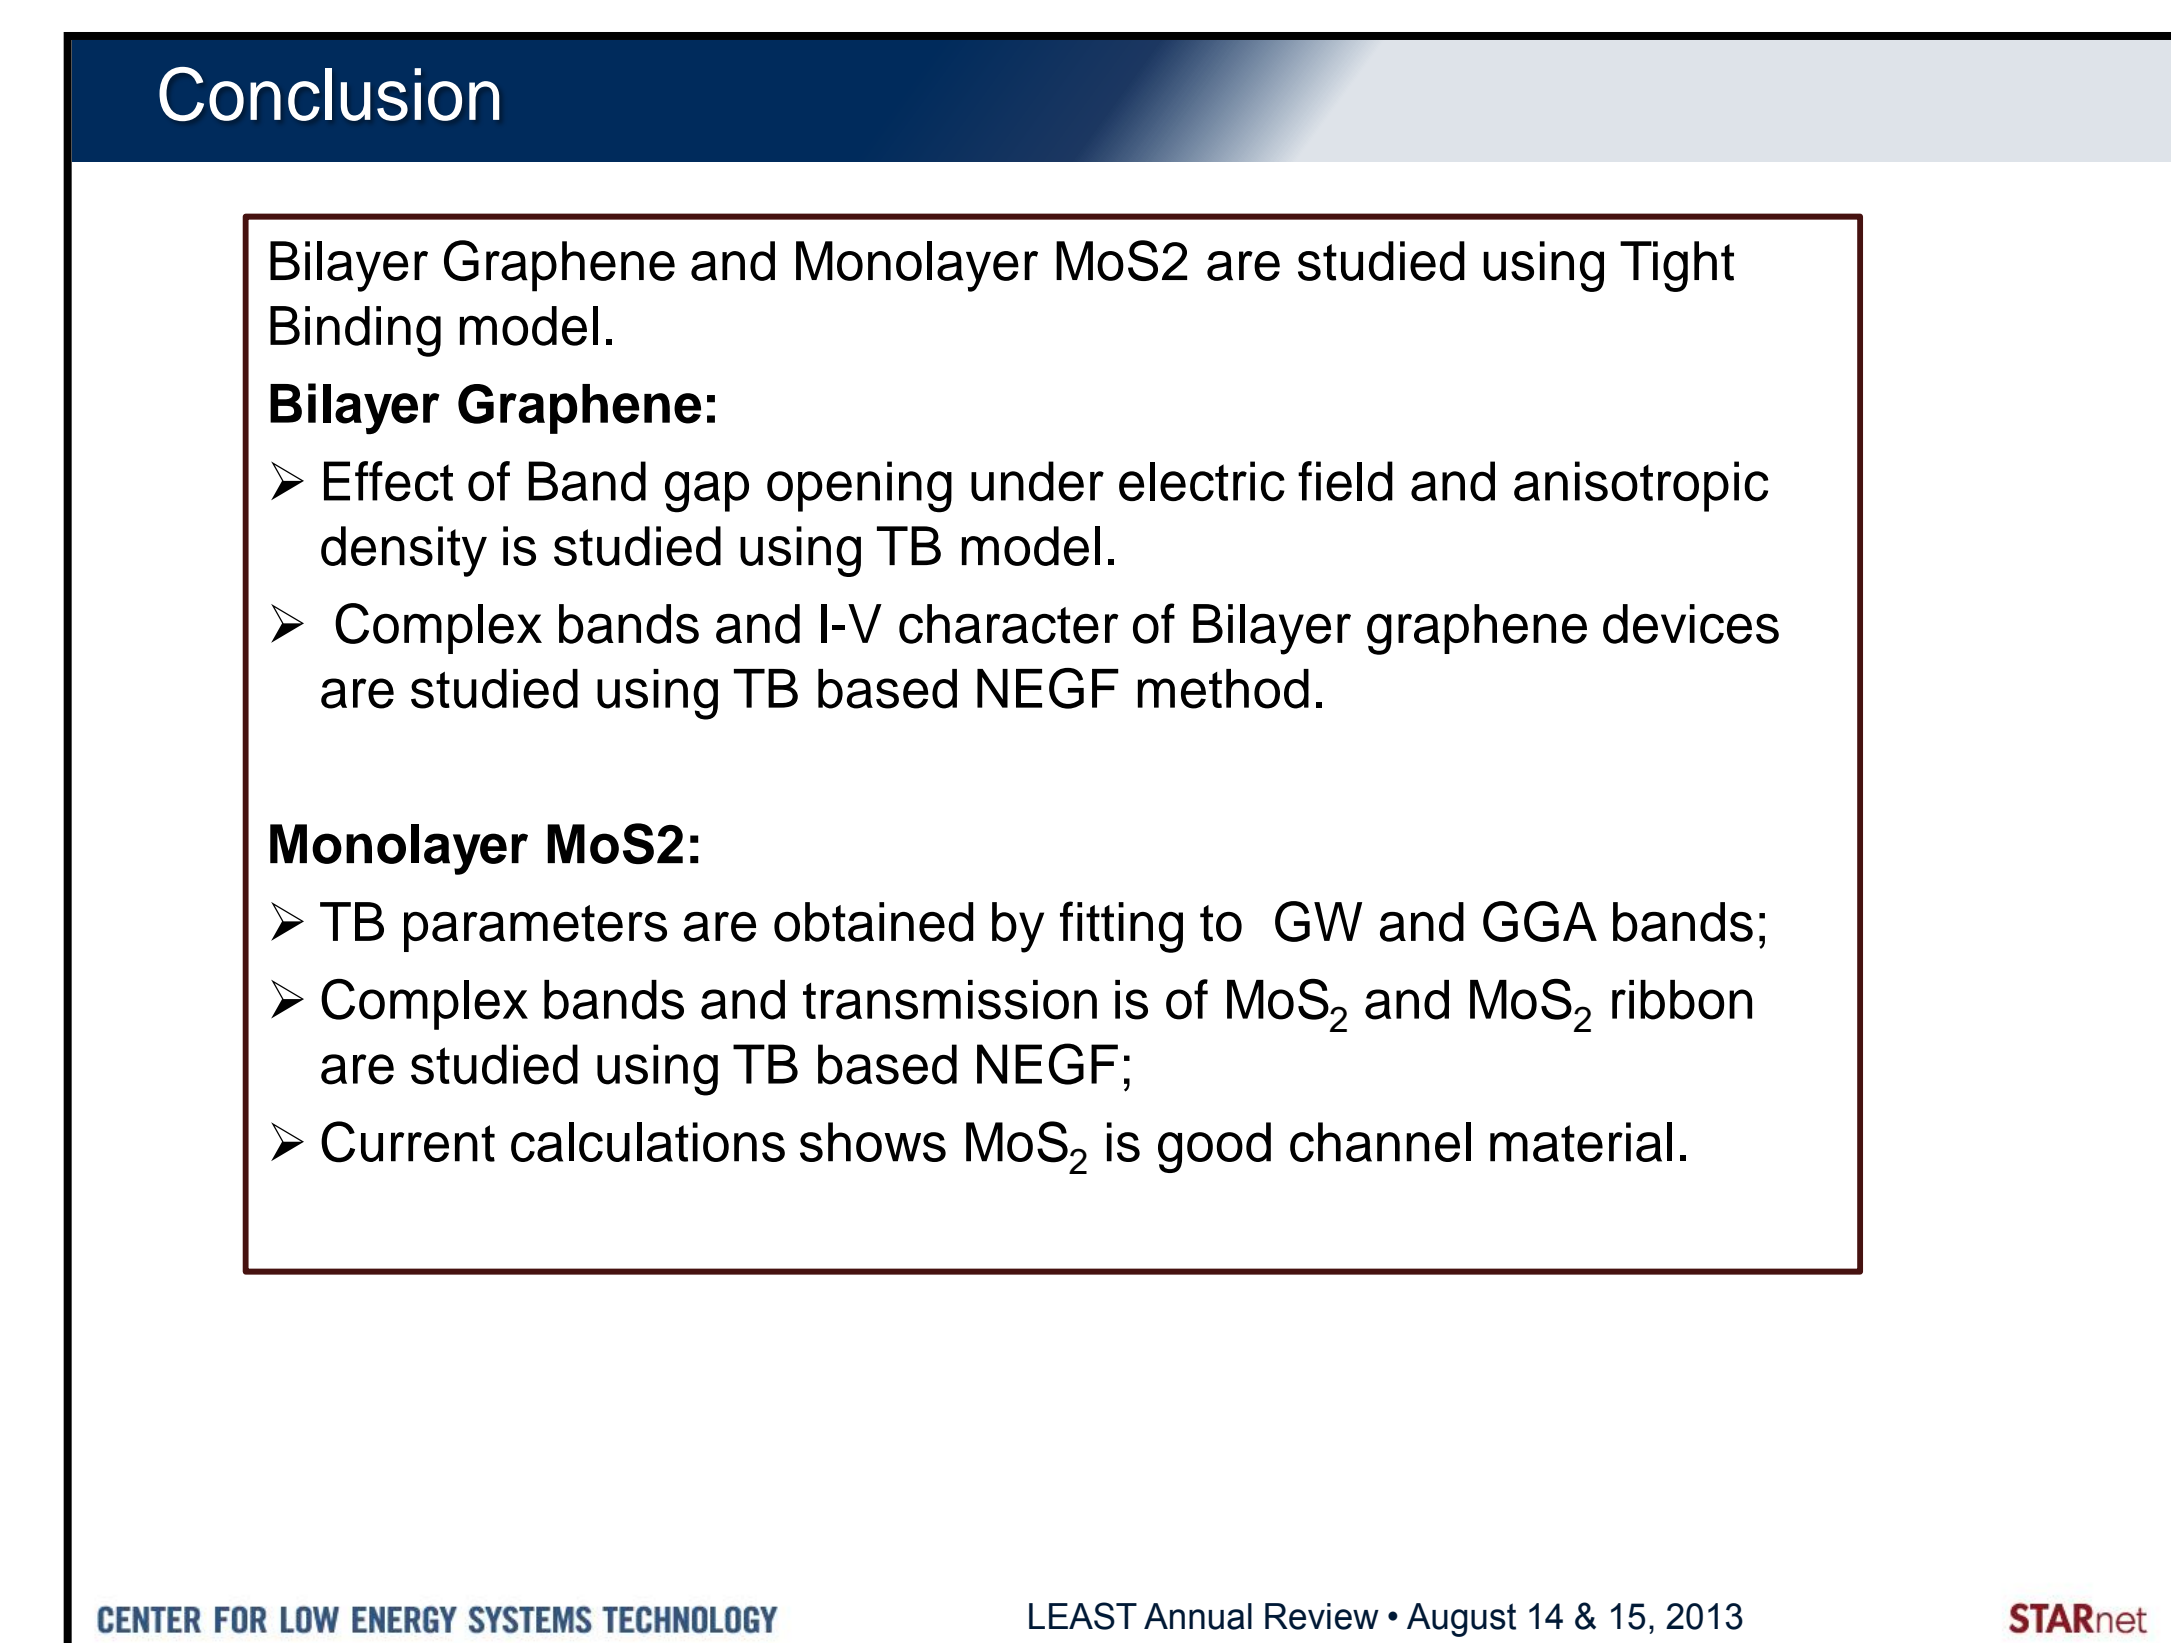 Conclusion
Bilayer Graphene and Monolayer MoS2 are studied using Tight
Binding model.
Bilayer Graphene:
➢ Effect of Band gap opening under electric field and anisotropic
density is studied using TB model.
➢ Complex bands and I-V character of Bilayer graphene devices
are studied using TB based NEGF method.
Monolayer MoS2:
➢ TB parameters are obtained by fitting to GW and GGA bands;
➢ Complex bands and transmission is of MoS₂ and MoS₂ ribbon
are studied using TB based NEGF;
➢ Current calculations shows MoS₂ is good channel material.
CENTER FOR LOW ENERGY SYSTEMS TECHNOLOGY
LEAST Annual Review • August 14 & 15, 2013
STARnet